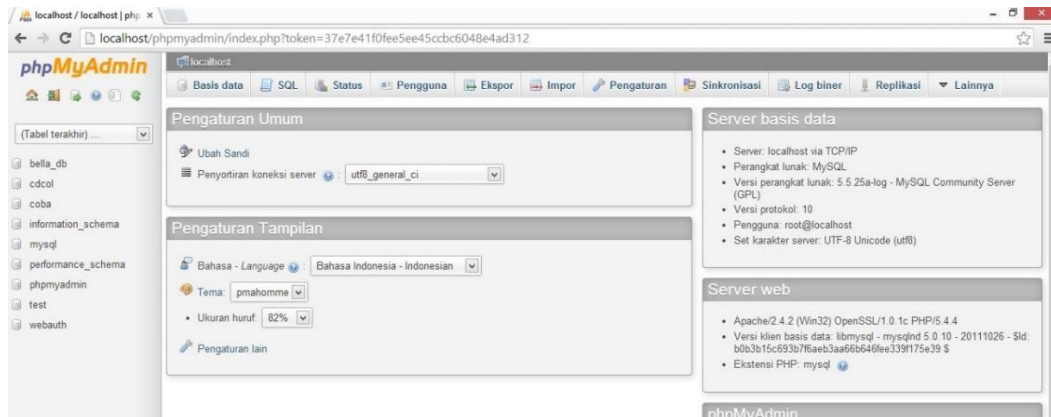 localhost / localhost | php
localhost/phpmyadmin/index.php?token=37e7e41f0fee5ee45ccbc6048e4ad312
phpMyAdmin
(Tabel terakhir) ...
bella_db
cdcol
coba
information_schema
mysql
performance_schema
phpmyadmin
test
webauth
localhost
Basis data SQL Status Pengguna Ekspor Impor Pengaturan Sinkronisasi Log biner Replikasi Lainnya
Pengaturan Umum
Ubah Sandi
Penyortiran koneksi server : utf8_general_ci
Pengaturan Tampilan
Bahasa - Language : Bahasa Indonesia - Indonesian
Tema: pmahomme
• Ukuran huruf: 82%
Pengaturan lain
Server basis data
• Server: localhost via TCP/IP
• Perangkat lunak: MySQL
• Versi perangkat lunak: 5.5.25a-log - MySQL Community Server
(GPL)
• Versi protokol: 10
• Pengguna: root@localhost
• Set karakter server: UTF-8 Unicode (utf8)
Server web
• Apache/2.4.2 (Win32) OpenSSL/1.0.1c PHP/5.4.4
• Versi klien basis data: libmysql - mysqlnd 5.0.10 - 20111026 - $Id:
b0b3b15c693b7f6aeb3aa66b646fee339f175e39 $
• Ekstensi PHP: mysql
phpMyAdmin